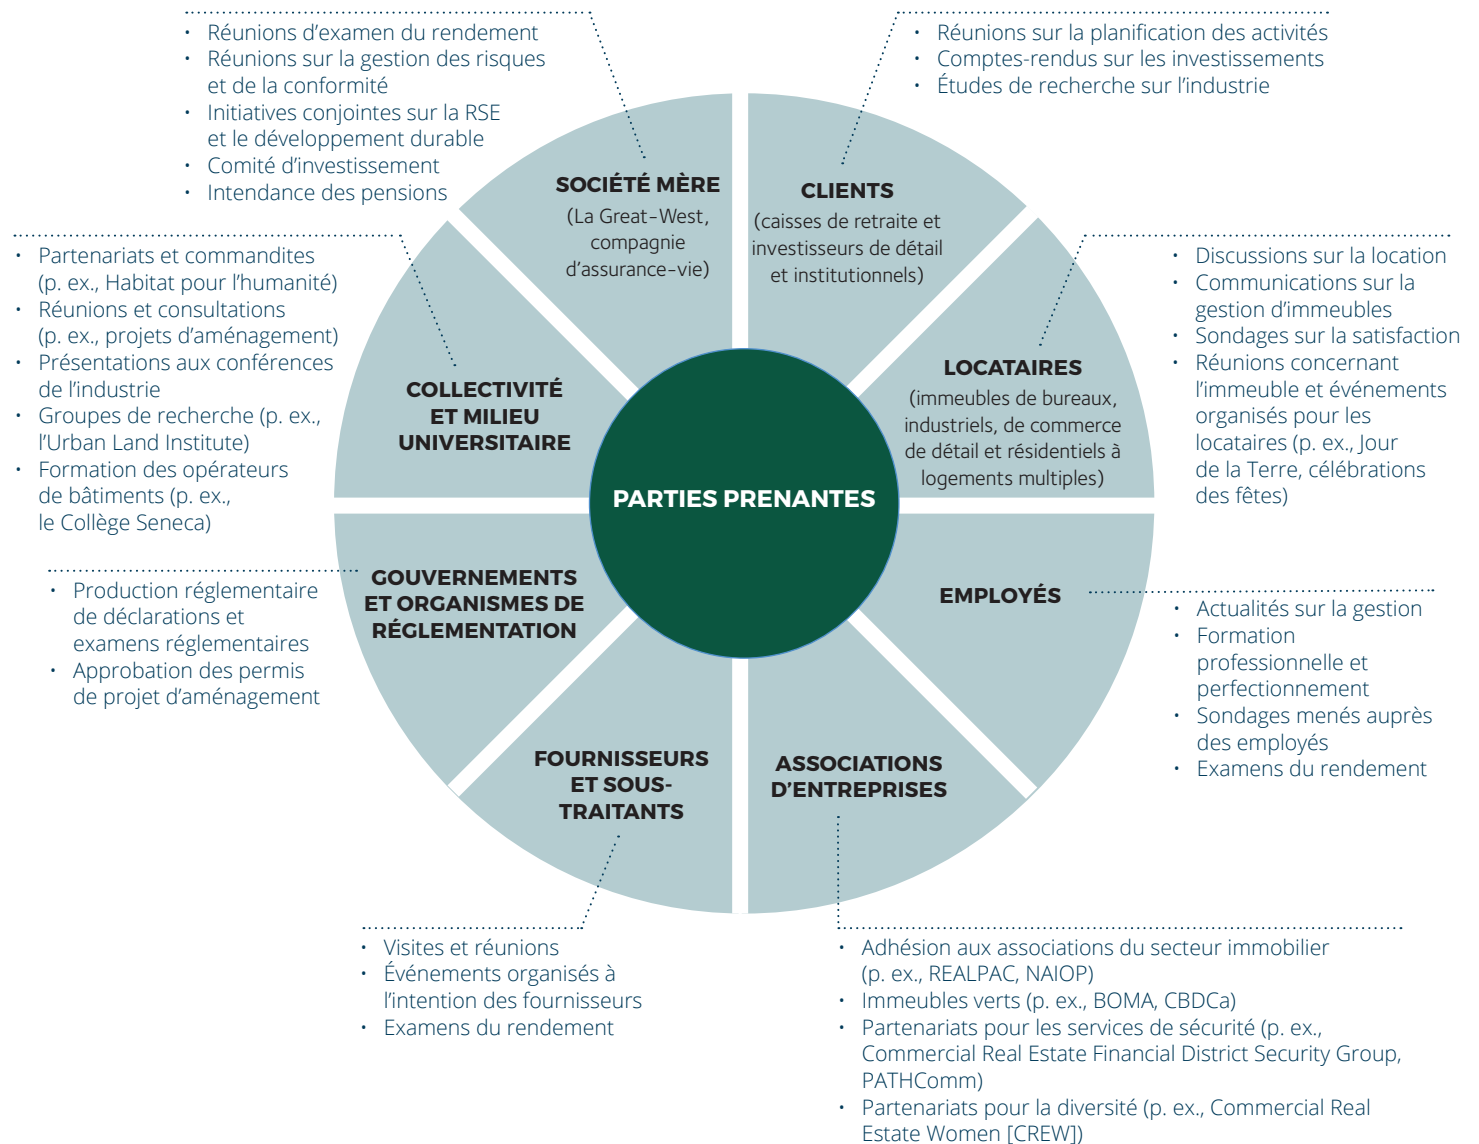 • Réunions d’examen du rendement
• Réunions sur la gestion des risques
et de la conformité
• Initiatives conjointes sur la RSE
et le développement durable
• Comité d’investissement
• Intendance des pensions
• Réunions sur la planification des activités
• Comptes-rendus sur les investissements
• Études de recherche sur l’industrie
SOCIÉTÉ MÈRE
(La Great-West,
compagnie
d’assurance-vie)
CLIENTS
(caisses de retraite et
investisseurs de détail
et institutionnels)
• Partenariats et commandites
(p. ex., Habitat pour l’humanité)
• Réunions et consultations
(p. ex., projets d’aménagement)
• Présentations aux conférences
de l’industrie
• Groupes de recherche (p. ex.,
l’Urban Land Institute)
• Formation des opérateurs
de bâtiments (p. ex.,
le Collège Seneca)
COLLECTIVITÉ
ET MILIEU
UNIVERSITAIRE
LOCATAIRES
(immeubles de bureaux,
industriels, de commerce
de détail et résidentiels à
logements multiples)
• Discussions sur la location
• Communications sur la
gestion d’immeubles
• Sondages sur la satisfaction
• Réunions concernant
l’immeuble et événements
organisés pour les
locataires (p. ex., Jour
de la Terre, célébrations
des fêtes)
PARTIES PRENANTES
• Production réglementaire
de déclarations et
examens réglementaires
• Approbation des permis
de projet d’aménagement
GOUVERNEMENTS
ET ORGANISMES DE
RÉGLEMENTATION
EMPLOYÉS
• Actualités sur la gestion
• Formation
professionnelle et
perfectionnement
• Sondages menés auprès
des employés
• Examens du rendement
FOURNISSEURS
ET SOUS-
TRAITANTS
ASSOCIATIONS
D’ENTREPRISES
• Visites et réunions
• Événements organisés à
l’intention des fournisseurs
• Examens du rendement
• Adhésion aux associations du secteur immobilier
(p. ex., REALPAC, NAIOP)
• Immeubles verts (p. ex., BOMA, CBDCa)
• Partenariats pour les services de sécurité (p. ex.,
Commercial Real Estate Financial District Security Group,
PATHComm)
• Partenariats pour la diversité (p. ex., Commercial Real
Estate Women [CREW])